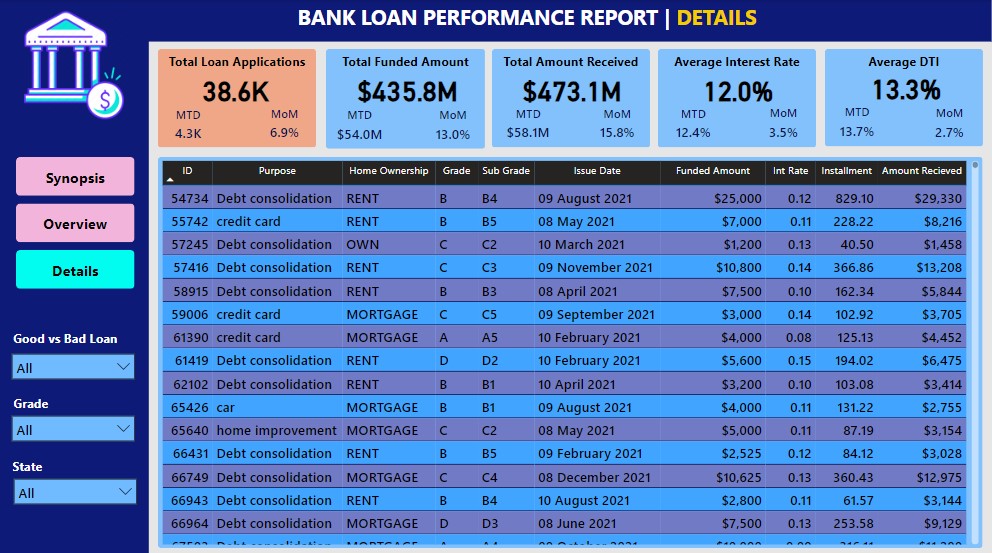 BANK LOAN PERFORMANCE REPORT | DETAILS
Total Loan Applications
38.6K
MTD MoM
4.3K 6.9%
Total Funded Amount
$435.8M
MTD MoM
$54.0M 13.0%
Total Amount Received
$473.1M
MTD MoM
$58.1M 15.8%
Average Interest Rate
12.0%
MTD MoM
12.4% 3.5%
Average DTI
13.3%
MTD MoM
13.7% 2.7%
$
Synopsis
Overview
Details
Good vs Bad Loan
All
Grade
All
State
All
ID Purpose Home Ownership Grade Sub Grade Issue Date Funded Amount Int Rate Installment Amount Recieved
54734 Debt consolidation RENT B B4 09 August 2021 $25,000 0.12 829.10 $29,330
55742 credit card RENT B B5 08 May 2021 $7,000 0.11 228.22 $8,216
57245 Debt consolidation OWN C C2 10 March 2021 $1,200 0.13 40.50 $1,458
57416 Debt consolidation RENT C C3 09 November 2021 $10,800 0.14 366.86 $13,208
58915 Debt consolidation RENT B B3 08 April 2021 $7,500 0.10 162.34 $5,844
59006 credit card MORTGAGE C C5 09 September 2021 $3,000 0.14 102.92 $3,705
61390 credit card MORTGAGE A A5 10 February 2021 $4,000 0.08 125.13 $4,452
61419 Debt consolidation RENT D D2 10 February 2021 $5,600 0.15 194.02 $6,475
62102 Debt consolidation RENT B B1 10 April 2021 $3,200 0.10 103.08 $3,414
65426 car MORTGAGE B B1 09 August 2021 $4,000 0.11 131.22 $2,755
65640 home improvement MORTGAGE C C2 08 May 2021 $5,000 0.11 87.19 $3,154
66431 Debt consolidation RENT B B5 09 February 2021 $2,525 0.12 84.12 $3,028
66749 Debt consolidation MORTGAGE C C4 08 December 2021 $10,625 0.13 360.43 $12,975
66943 Debt consolidation RENT B B4 10 August 2021 $2,800 0.11 61.57 $3,144
66964 Debt consolidation MORTGAGE D D3 08 June 2021 $7,500 0.13 253.58 $9,129